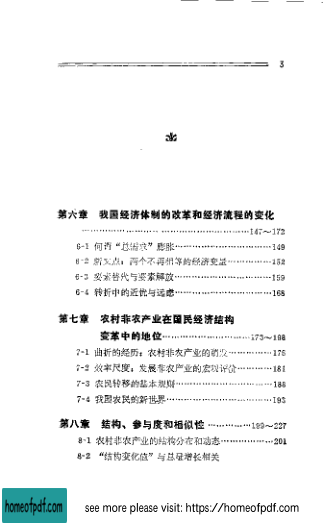 3
第六章 我国经济体制的改革和经济流程的变化
……………………………………147～172
6-1 何谓“总需求”膨胀……………………149
6-2 新支点：两个不再相等的经济变量……………152
6-3 要素替代与要素解放……………………159
6-4 转折中的近忧与远虑……………………168
第七章 农村非农产业在国民经济结构
变革中的地位……………………173～198
7-1 曲折的经历：农村非农产业的萌发……………175
7-2 效率尺度：发展非农产业的宏观评价…………181
7-3 农民转移的基本规则……………………188
7-4 我国农民的新世界……………………193
第八章 结构、参与度和相似性 …………199～227
8-1 农村非农产业的结构分布和动态………………201
8-2 “结构变化值”与总量增长相关
homeofpdf.com
see more please visit: https://homeofpdf.com